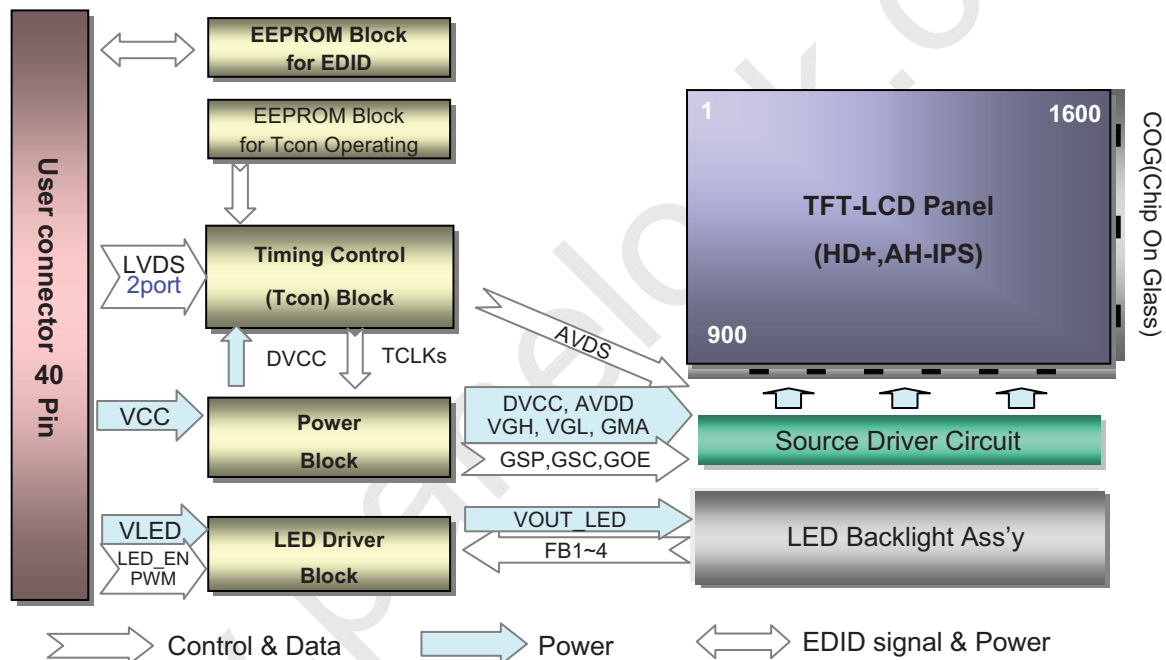 EEPROM Block
for EDID
EEPROM Block
for Tcon Operating
User connector 40 Pin
LVDS
2port
Timing Control
(Tcon) Block
DVCC
TCLKs
AVDS
1
1600
TFT-LCD Panel
(HD+,AH-IPS)
900
COG(Chip On Glass)
VCC
Power
Block
DVCC, AVDD
VGH, VGL, GMA
GSP,GSC,GOE
Source Driver Circuit
VLED
LED_EN
PWM
LED Driver
Block
VOUT_LED
FB1~4
LED Backlight Ass'y
Control & Data
Power
EDID signal & Power